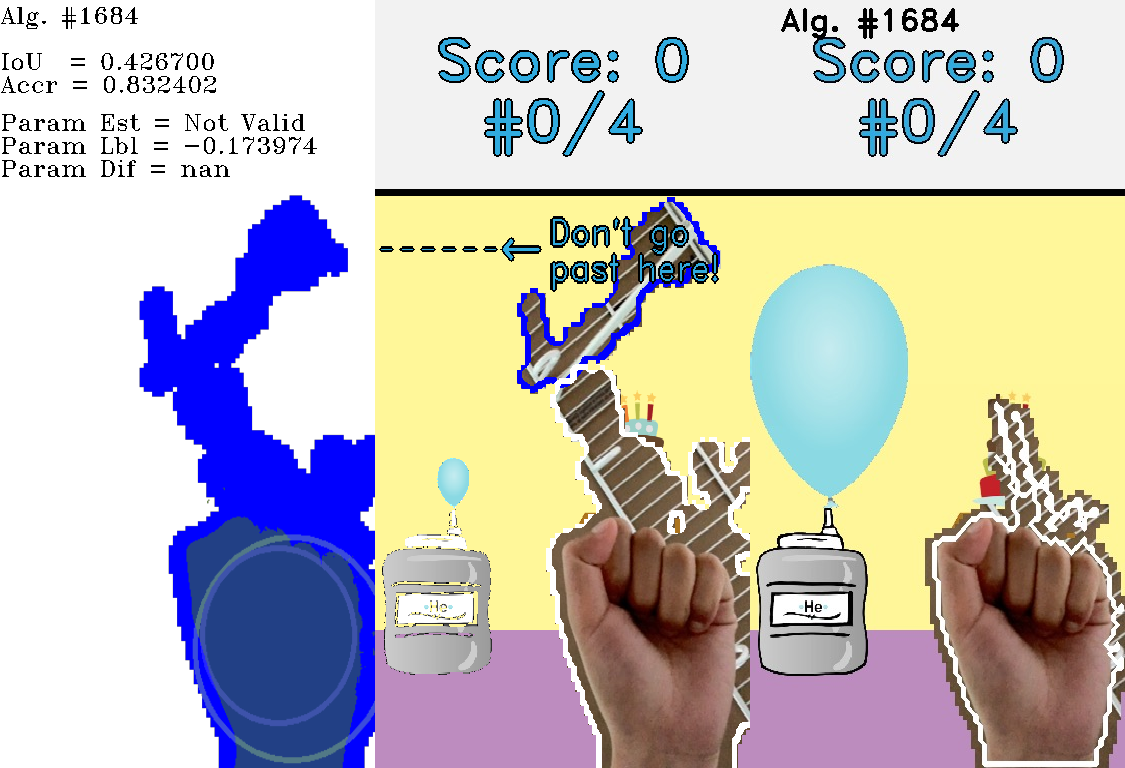 Alg. #1684
IoU = 0.426700
Accr = 0.832402
Param Est = Not Valid
Param Lbl = −0.173974
Param Dif = nan
Score: 0
#0/4
Don't go
past here!
He
Alg. #1684
Score: 0
#0/4
He